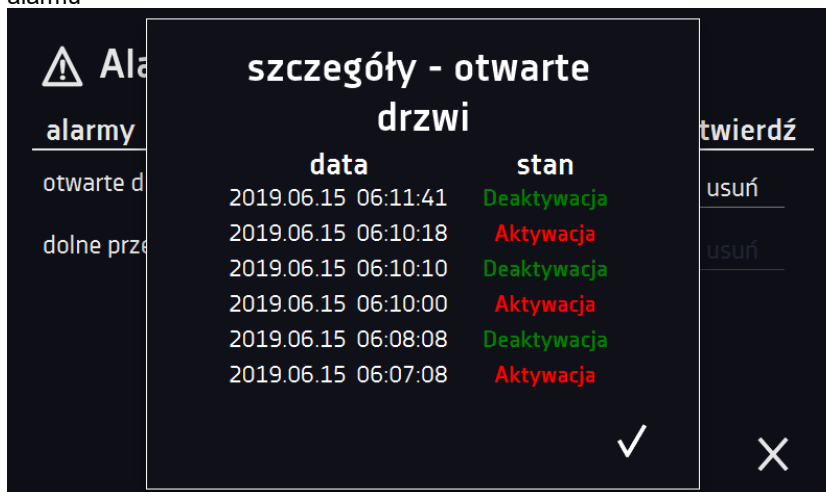 alarmu
Ala
szczegóły - otwarte
drzwi
alarmy
twierdź
data stan
otwarte d
2019.06.15 06:11:41 Deaktywacja
usuń
2019.06.15 06:10:18 Aktywacja
dolne prze
usuń
2019.06.15 06:10:10 Deaktywacja
2019.06.15 06:10:00 Aktywacja
2019.06.15 06:08:08 Deaktywacja
2019.06.15 06:07:08 Aktywacja